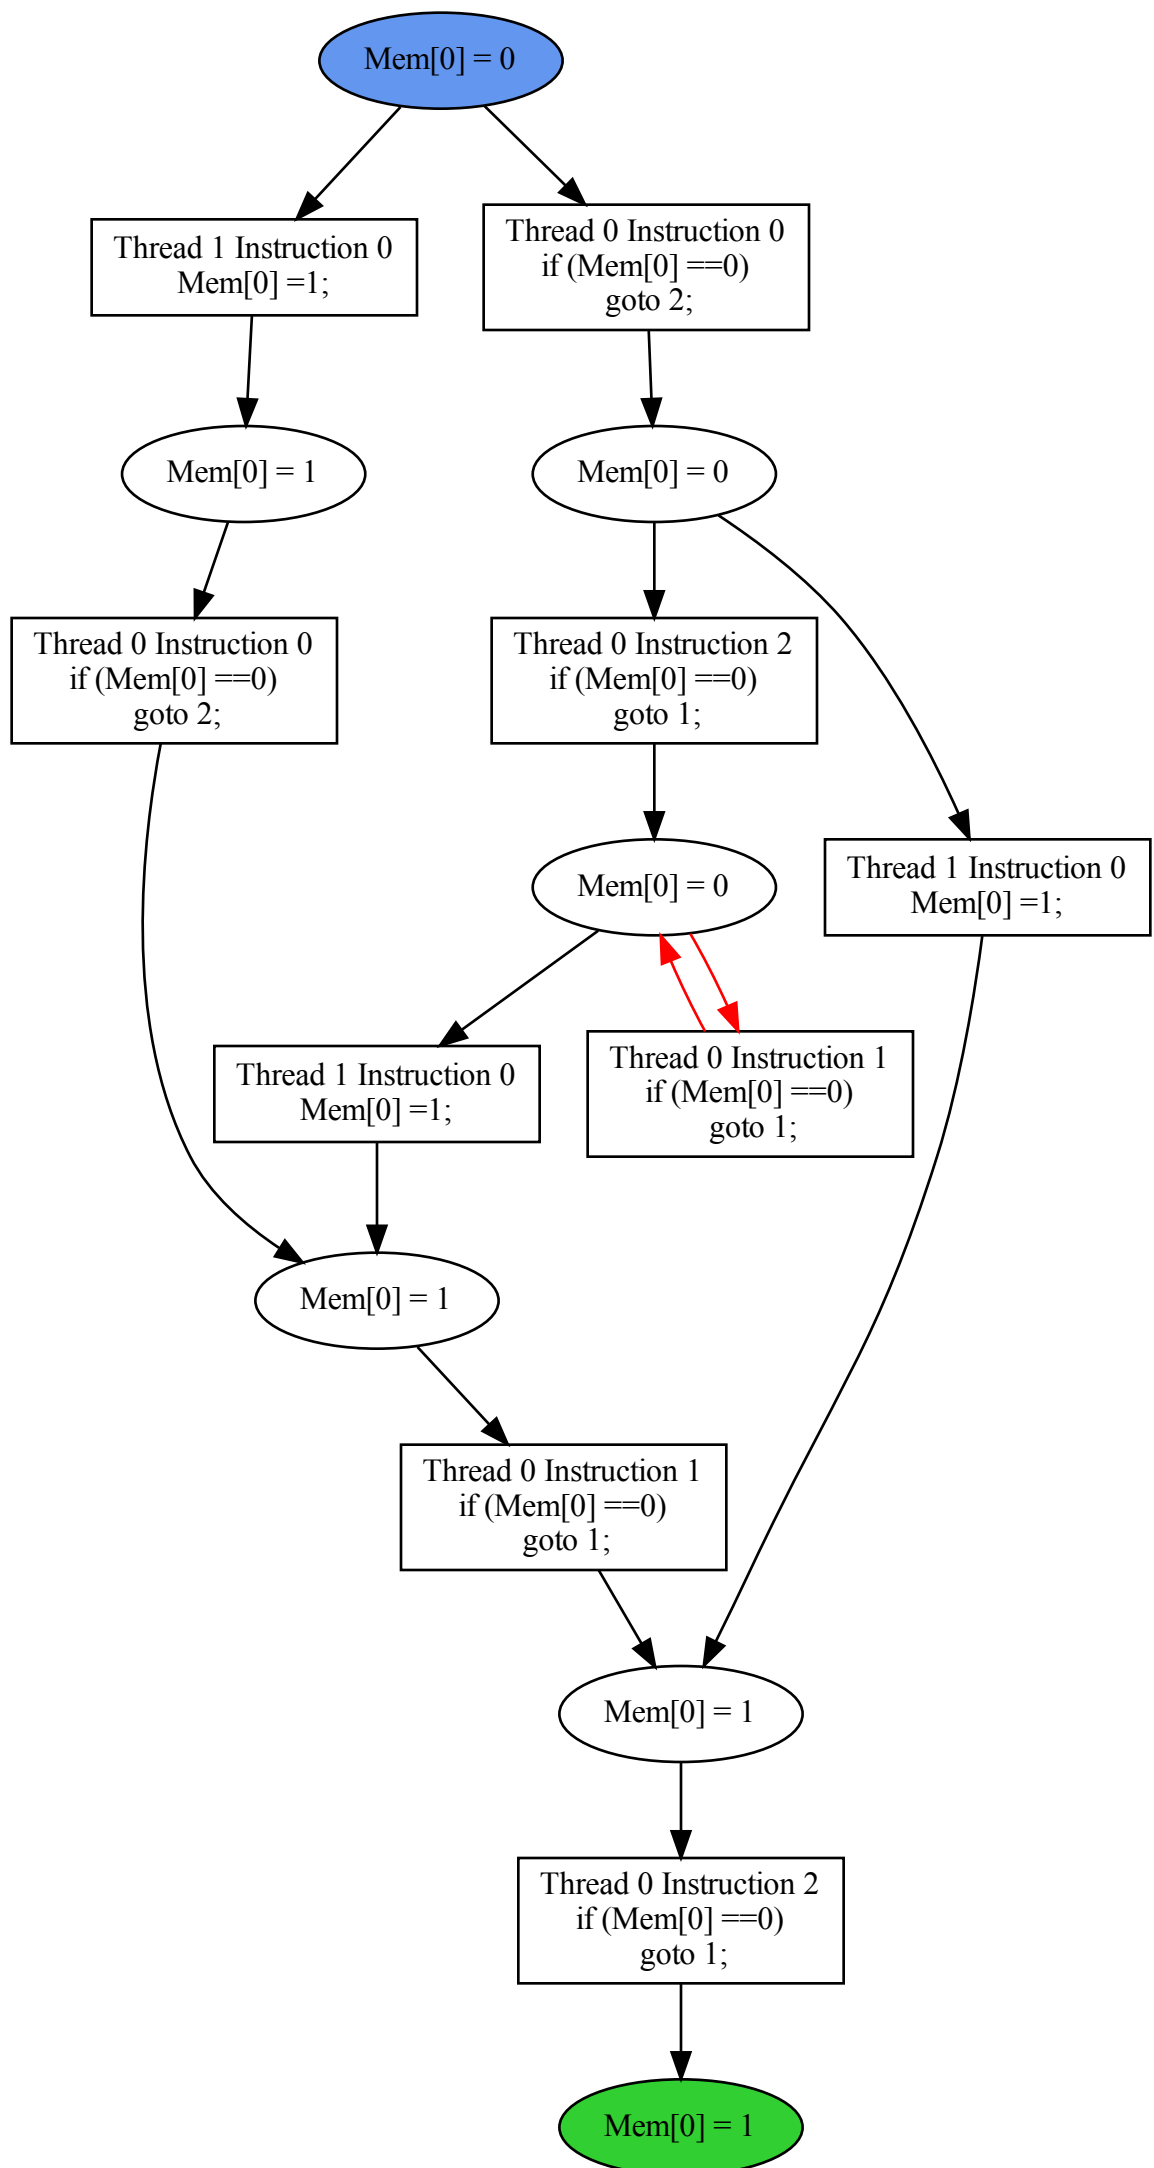 Mem[0] = 0
Thread 1 Instruction 0
Mem[0] =1;
Thread 0 Instruction 0
if (Mem[0] ==0)
goto 2;
Mem[0] = 1
Mem[0] = 0
Thread 0 Instruction 0
if (Mem[0] ==0)
goto 2;
Thread 0 Instruction 2
if (Mem[0] ==0)
goto 1;
Mem[0] = 0
Thread 1 Instruction 0
Mem[0] =1;
Thread 1 Instruction 0
Mem[0] =1;
Thread 0 Instruction 1
if (Mem[0] ==0)
goto 1;
Mem[0] = 1
Thread 0 Instruction 1
if (Mem[0] ==0)
goto 1;
Mem[0] = 1
Thread 0 Instruction 2
if (Mem[0] ==0)
goto 1;
Mem[0] = 1